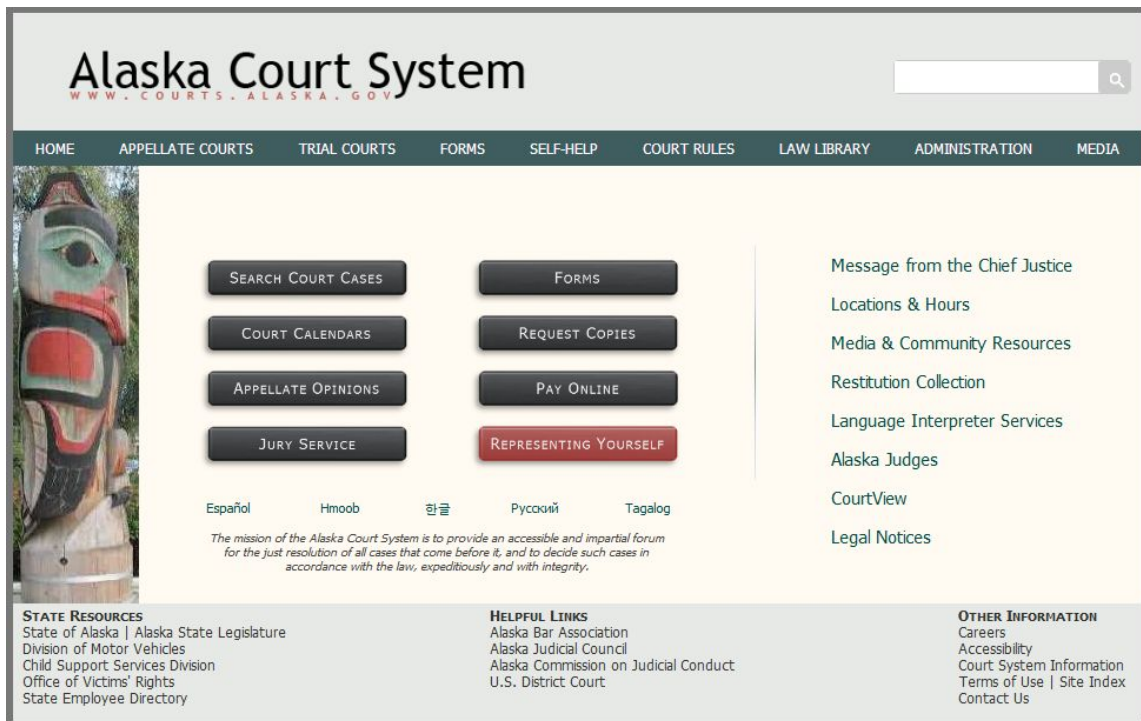 Alaska Court System
WWW.COURTS.ALASKA.GOV
HOME APPELLATE COURTS TRIAL COURTS FORMS SELF-HELP COURT RULES LAW LIBRARY ADMINISTRATION MEDIA
SEARCH COURT CASES
FORMS
COURT CALENDARS
REQUEST COPIES
APPELLATE OPINIONS
PAY ONLINE
JURY SERVICE
REPRESENTING YOURSELF
Español Hmoob 한글 Русский Tagalog
The mission of the Alaska Court System is to provide an accessible and impartial forum
for the just resolution of all cases that come before it, and to decide such cases in
accordance with the law, expeditiously and with integrity.
Message from the Chief Justice
Locations & Hours
Media & Community Resources
Restitution Collection
Language Interpreter Services
Alaska Judges
CourtView
Legal Notices
STATE RESOURCES
State of Alaska | Alaska State Legislature
Division of Motor Vehicles
Child Support Services Division
Office of Victims' Rights
State Employee Directory
HELPFUL LINKS
Alaska Bar Association
Alaska Judicial Council
Alaska Commission on Judicial Conduct
U.S. District Court
OTHER INFORMATION
Careers
Accessibility
Court System Information
Terms of Use | Site Index
Contact Us